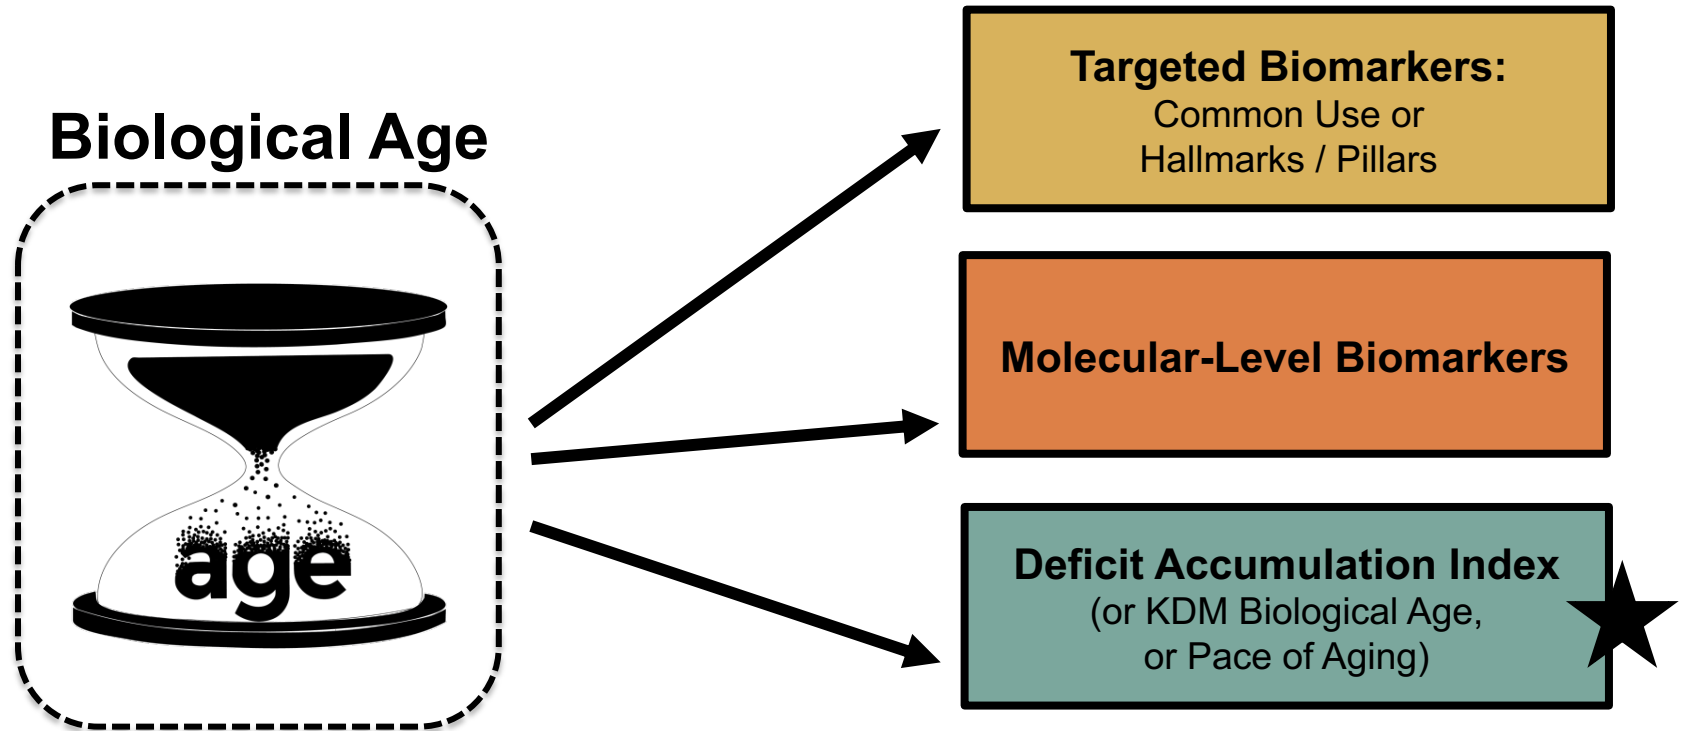 Biological Age
age
Targeted Biomarkers:
Common Use or
Hallmarks / Pillars
Molecular-Level Biomarkers
Deficit Accumulation Index
(or KDM Biological Age,
or Pace of Aging)